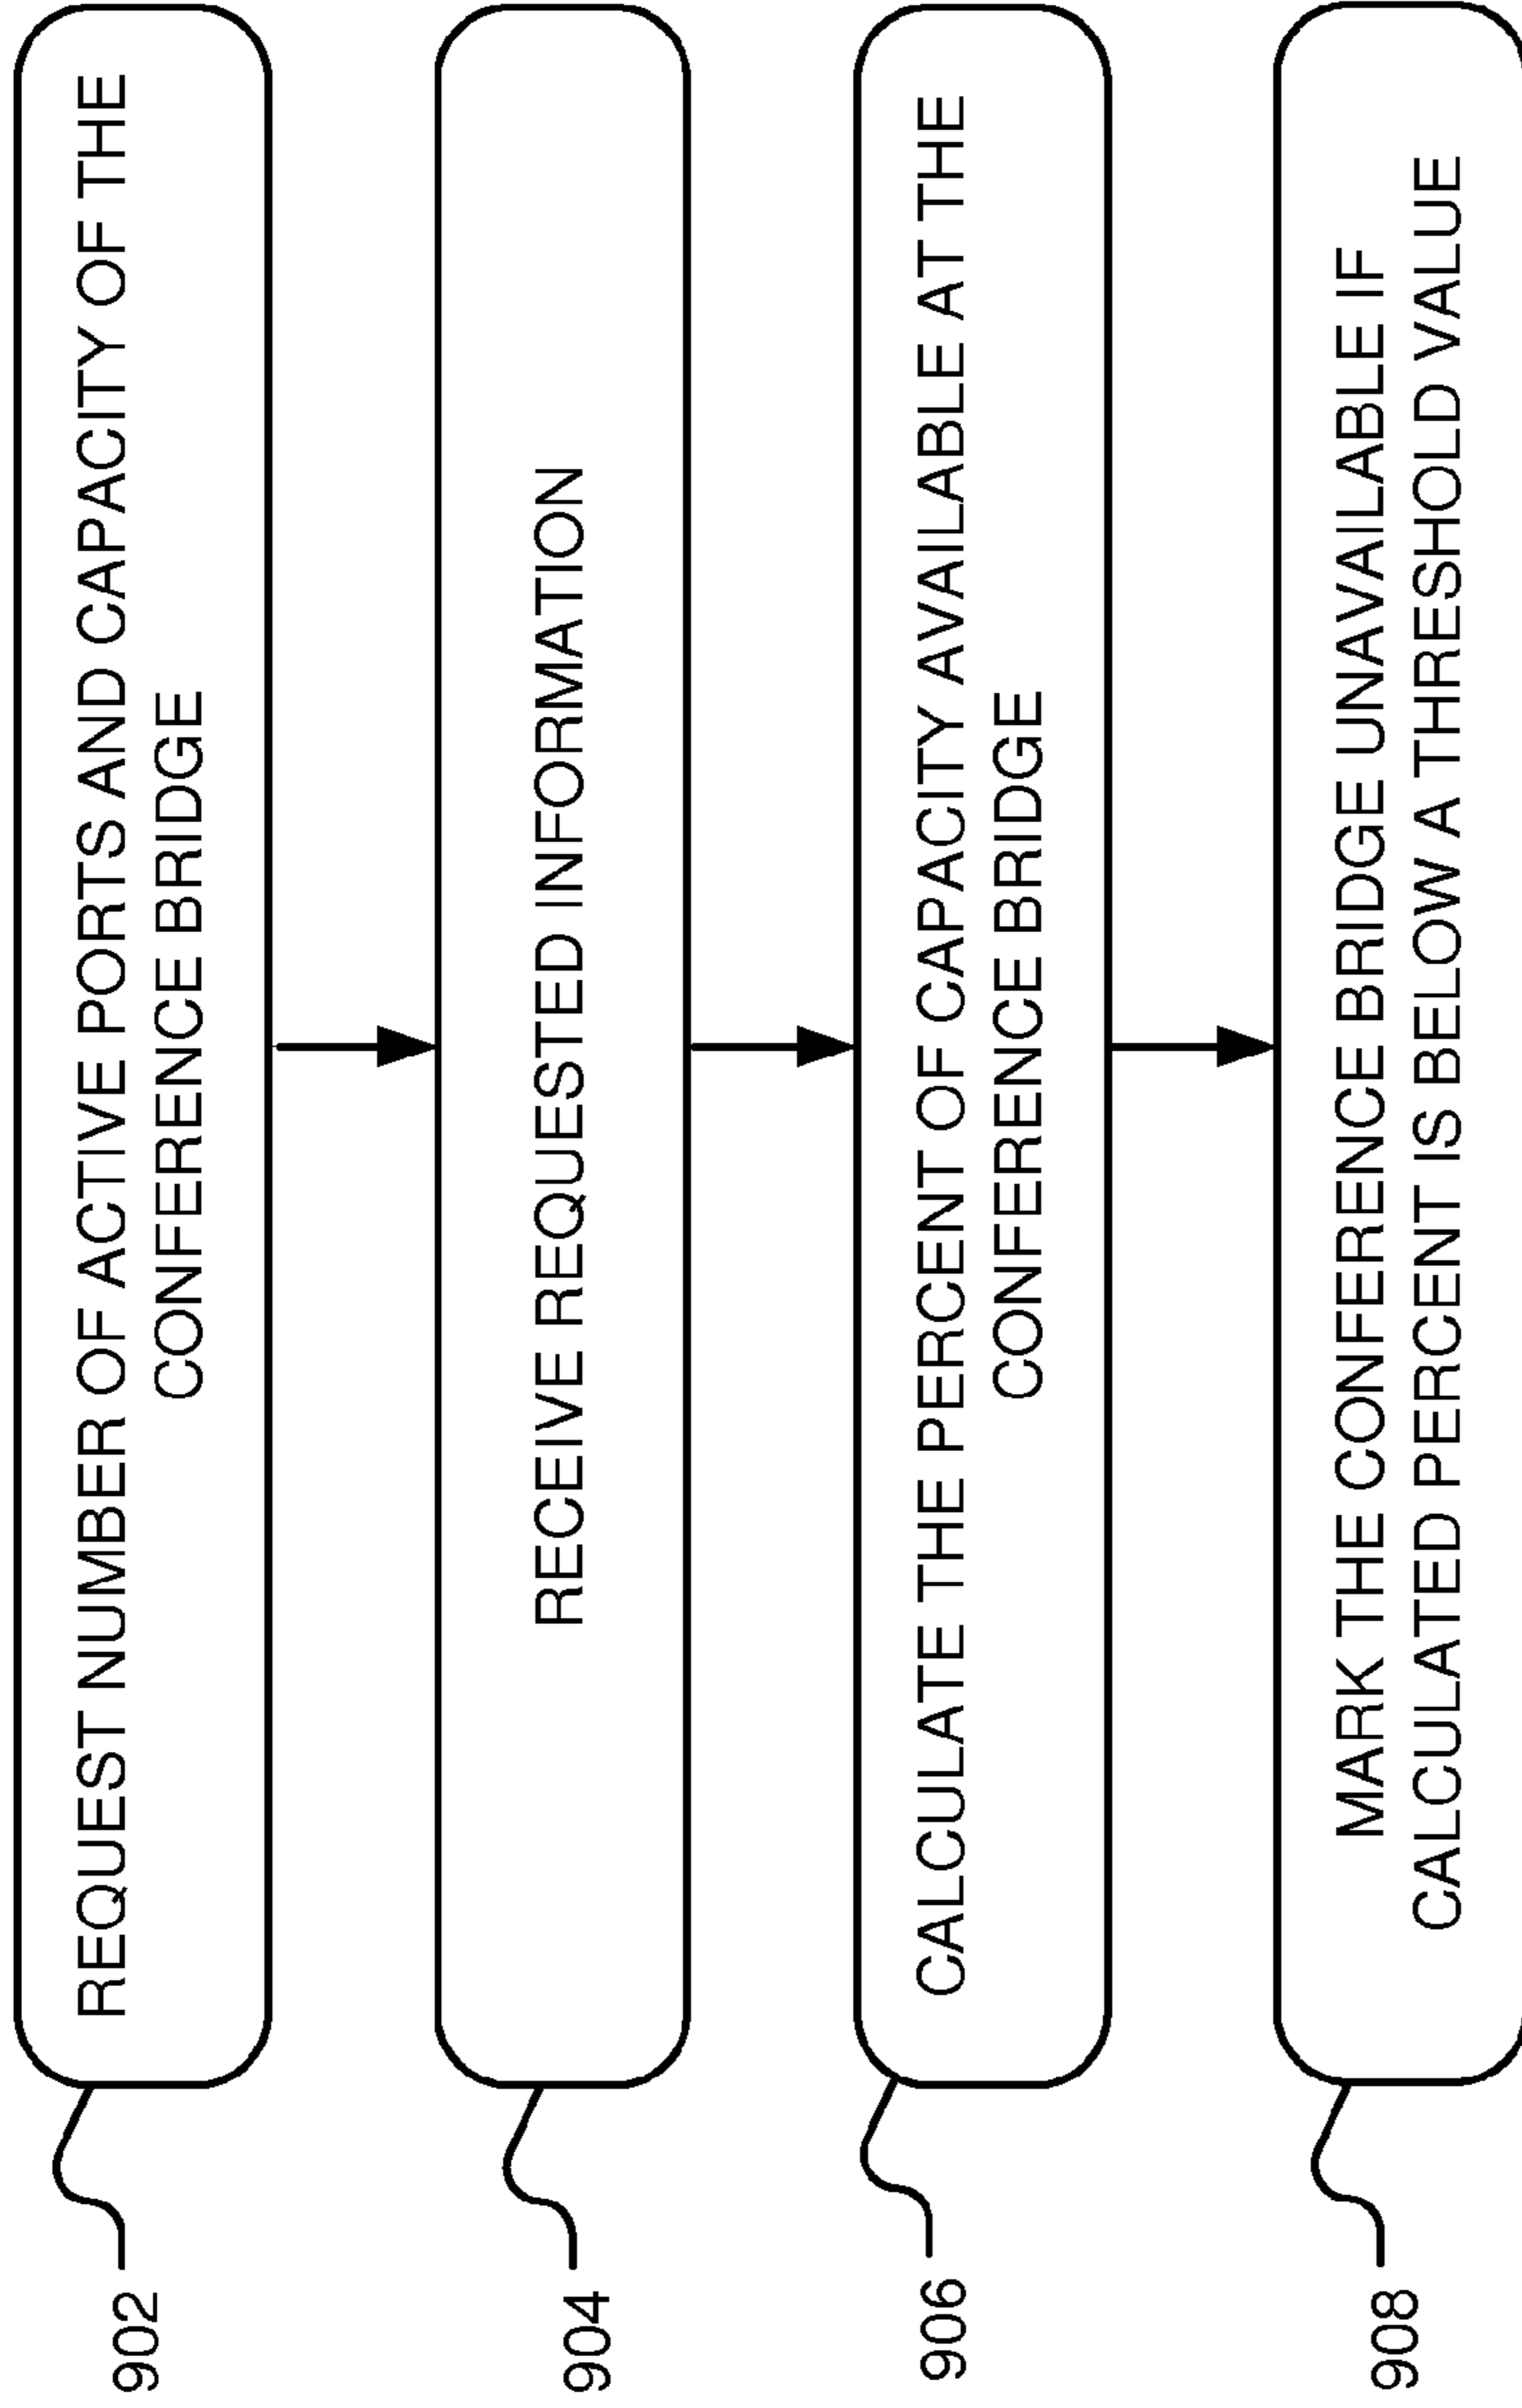 902
REQUEST NUMBER OF ACTIVE PORTS AND CAPACITY OF THE
CONFERENCE BRIDGE
904
RECEIVE REQUESTED INFORMATION
906
CALCULATE THE PERCENT OF CAPACITY AVAILABLE AT THE
CONFERENCE BRIDGE
908
MARK THE CONFERENCE BRIDGE UNAVAILABLE IF
CALCULATED PERCENT IS BELOW A THRESHOLD VALUE